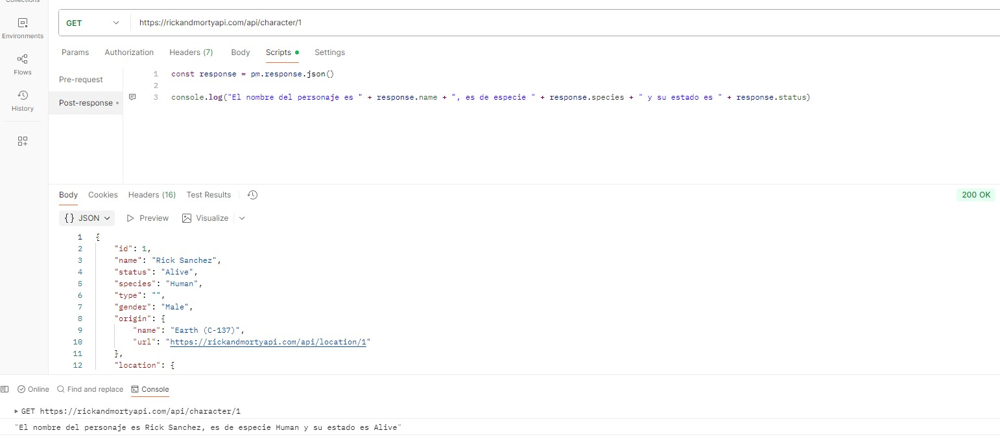 Collections
GET https://rickandmortyapi.com/api/character/1
Environments
Params Authorization Headers (7) Body Scripts Settings
Flows
Pre-request
Post-response
History
1 const response = pm.response.json()
2
3 console.log("El nombre del personaje es " + response.name + ", es de especie " + response.species + " y su estado es " + response.status)
Body Cookies Headers (16) Test Results 200 OK
{} JSON Preview Visualize
1 {
2 "id": 1,
3 "name": "Rick Sanchez",
4 "status": "Alive",
5 "species": "Human",
6 "type": "",
7 "gender": "Male",
8 "origin": {
9 "name": "Earth (C-137)",
10 "url": "https://rickandmortyapi.com/api/location/1"
11 },
12 "location": {
Online Find and replace Console
GET https://rickandmortyapi.com/api/character/1
"El nombre del personaje es Rick Sanchez, es de especie Human y su estado es Alive"